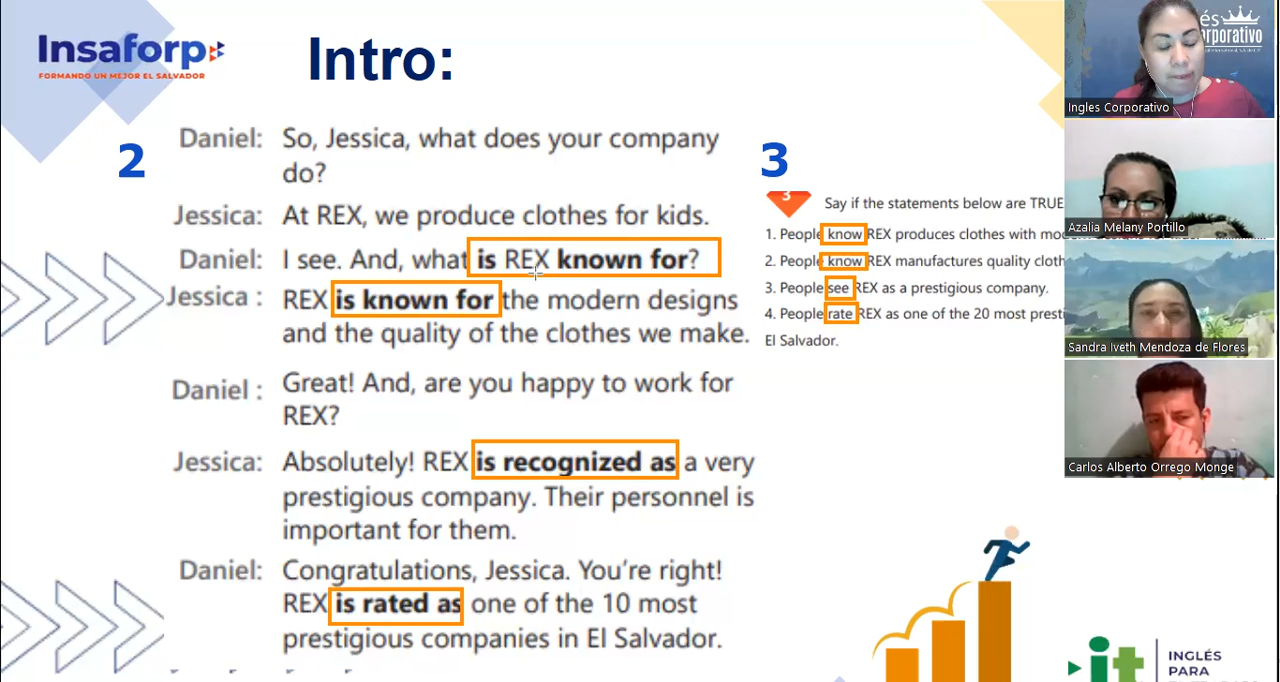 Insaforp
FORMANDO UN MEJOR EL SALVADOR
Intro:
2
Daniel: So, Jessica, what does your company
do?
Jessica: At REX, we produce clothes for kids.
Daniel: I see. And, what is REX known for?
Jessica : REX is known for the modern designs
and the quality of the clothes we make.
Daniel : Great! And, are you happy to work for
REX?
Jessica: Absolutely! REX is recognized as a very
prestigious company. Their personnel is
important for them.
Daniel: Congratulations, Jessica. You’re right!
REX is rated as one of the 10 most
prestigious companies in El Salvador.
3
3
Say if the statements below are TRUE
1. People know REX produces clothes with
2. People know REX manufactures quality
3. People see REX as a prestigious company.
4. People rate REX as one of the 20 most
El Salvador.
Ingles Corporativo
Azalia Melany Portillo
Sandra Iveth Mendoza de Flores
Carlos Alberto Orrego Monge
it
INGLÉS
PARA